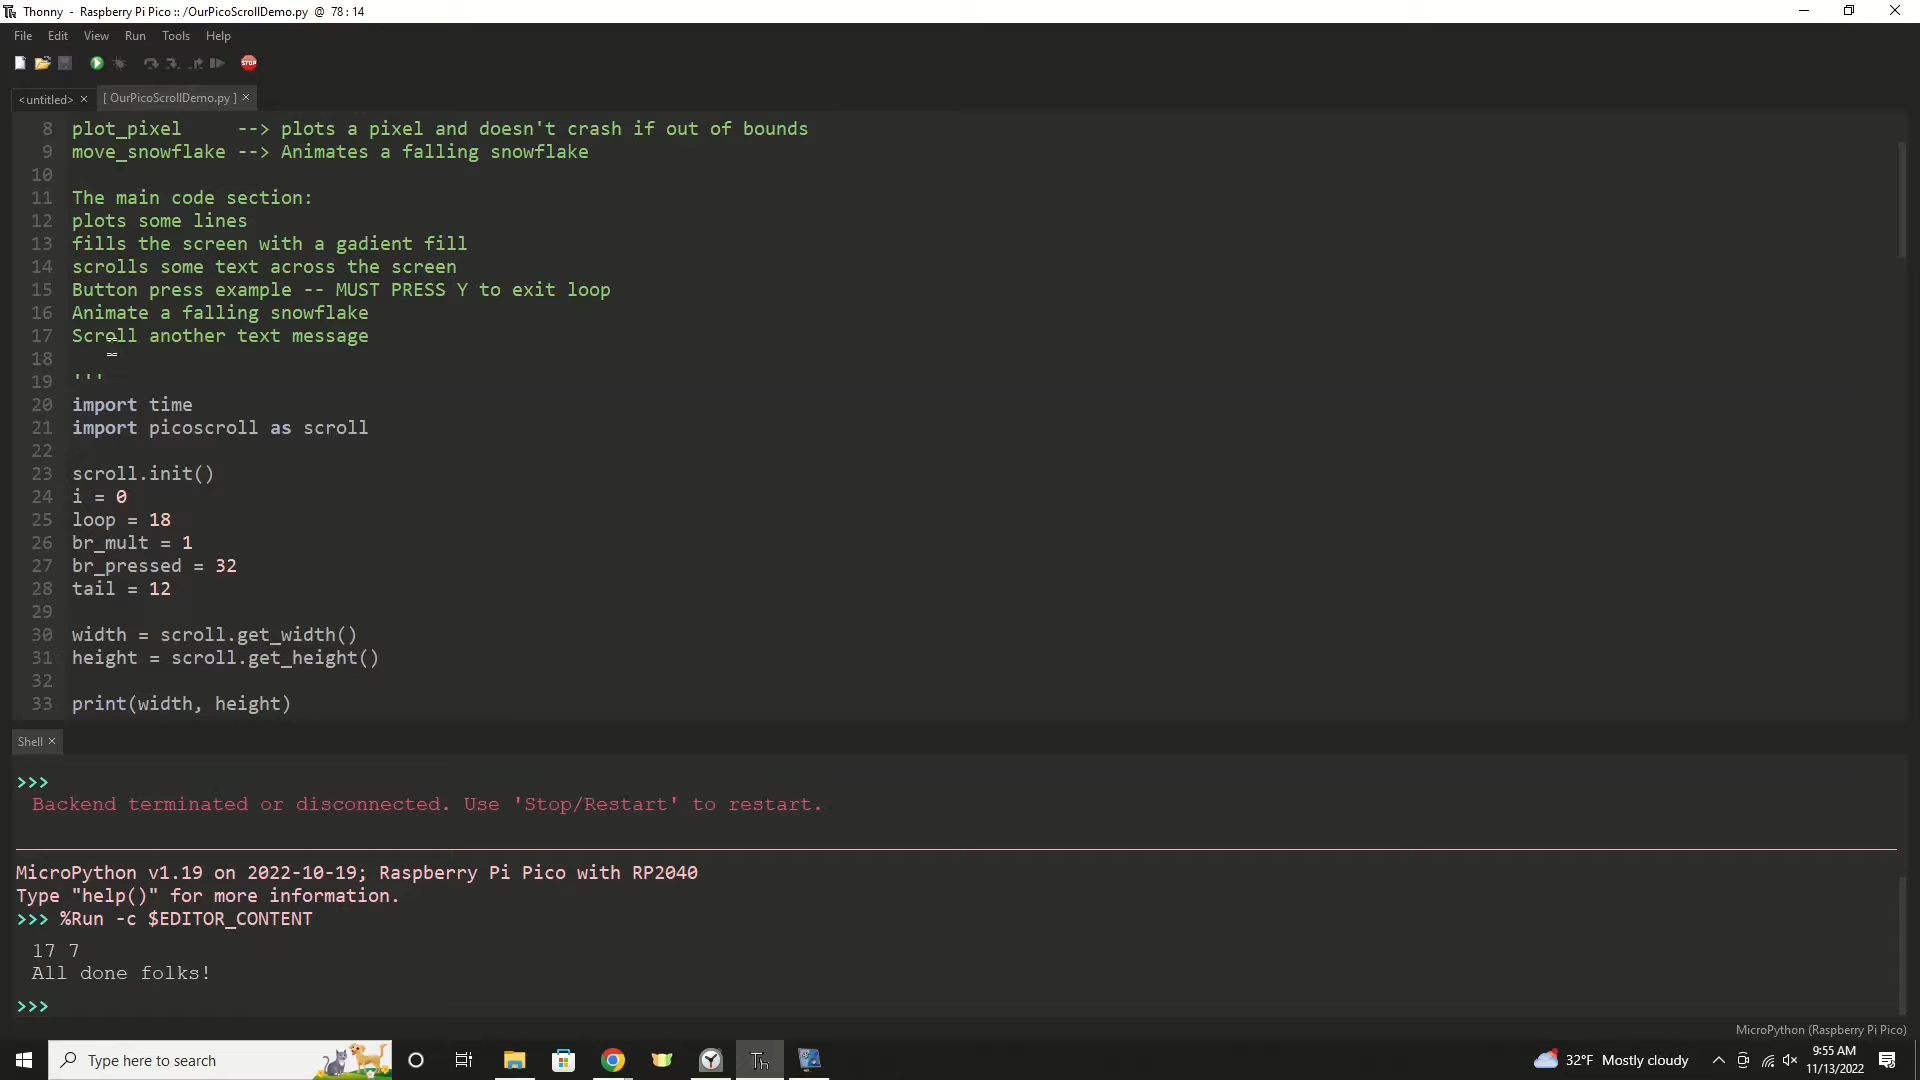 Thonny - Raspberry Pi Pico :: /OurPicoScrollDemo.py @ 78:14
File Edit View Run Tools Help
STOP
<untitled> × [ OurPicoScrollDemo.py ] ×
8 plot_pixel --> plots a pixel and doesn't crash if out of bounds
9 move_snowflake --> Animates a falling snowflake
10
11 The main code section:
12 plots some lines
13 fills the screen with a gadient fill
14 scrolls some text across the screen
15 Button press example -- MUST PRESS Y to exit loop
16 Animate a falling snowflake
17 Scroll another text message
18
19 '''
20 import time
21 import picoscroll as scroll
22
23 scroll.init()
24 i = 0
25 loop = 18
26 br_mult = 1
27 br_pressed = 32
28 tail = 12
29
30 width = scroll.get_width()
31 height = scroll.get_height()
32
33 print(width, height)
Shell ×
>>>
Backend terminated or disconnected. Use 'Stop/Restart' to restart.
MicroPython v1.19 on 2022-10-19; Raspberry Pi Pico with RP2040
Type "help()" for more information.
>>> %Run -c $EDITOR_CONTENT
17 7
All done folks!
>>>
MicroPython (Raspberry Pi Pico)
Type here to search
Th
32°F Mostly cloudy
9:55 AM
11/13/2022